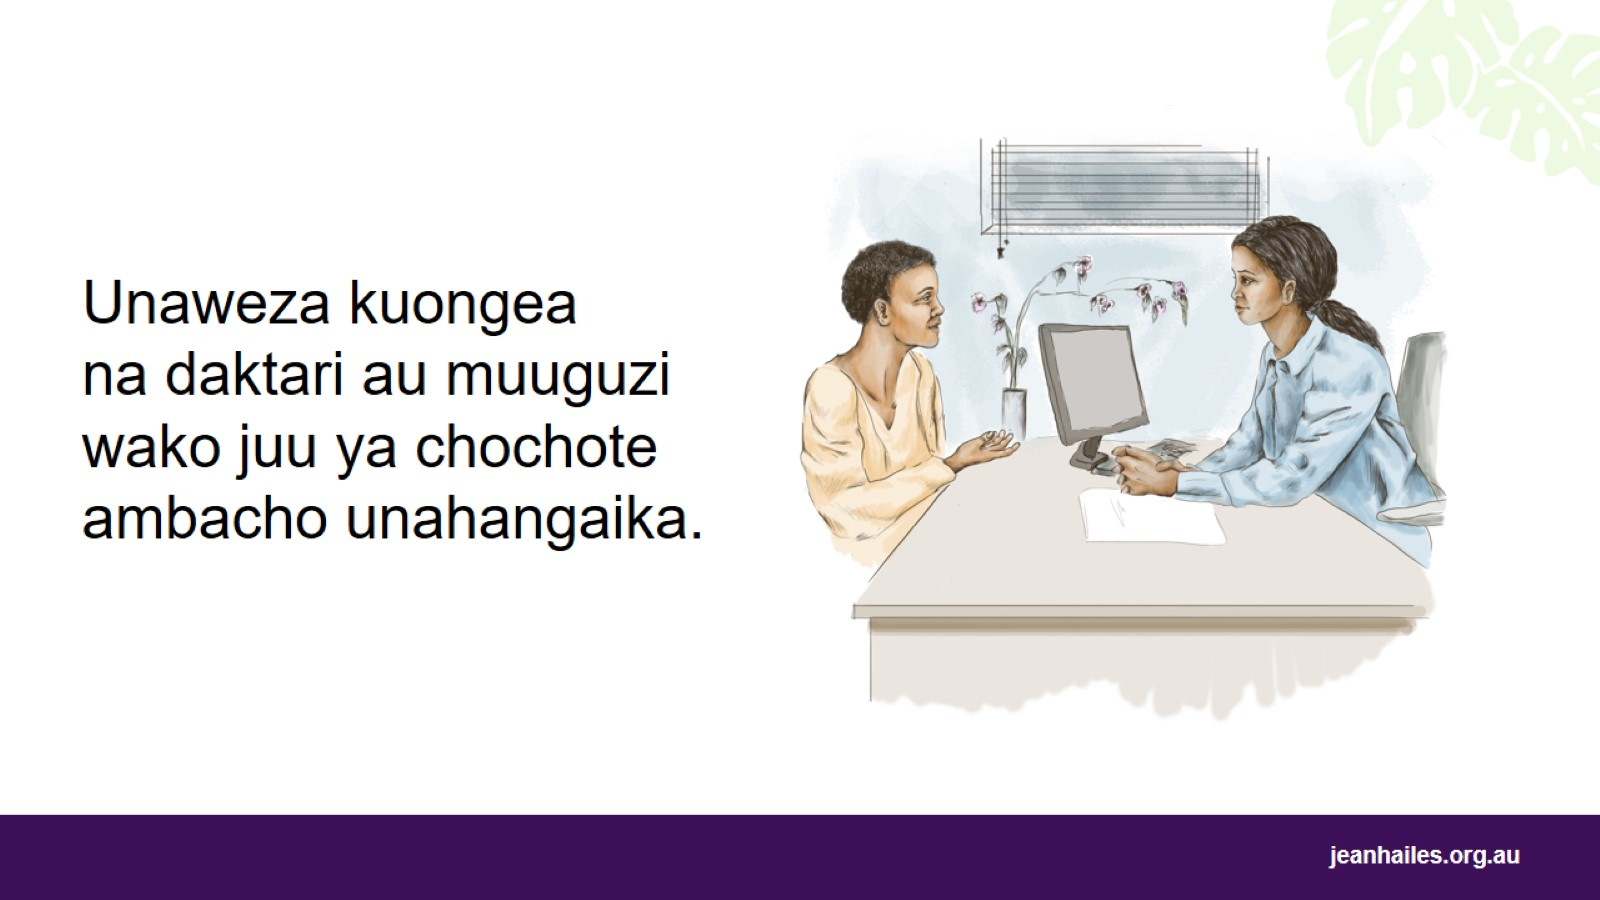 Unaweza kuongea
na daktari au muuguzi
wako juu ya chochote
ambacho unahangaika.
jeanhailes.org.au